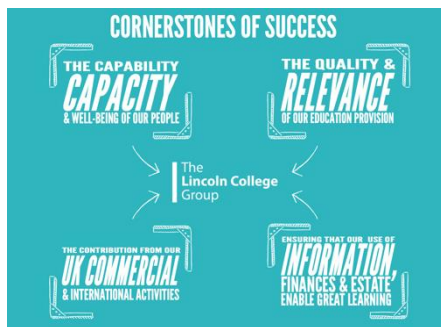 CORNERSTONES OF SUCCESS
THE CAPABILITY
CAPACITY
& WELL-BEING OF OUR PEOPLE
THE QUALITY &
RELEVANCE
OF OUR EDUCATION PROVISION
The
Lincoln College
Group
THE CONTRIBUTION FROM OUR
UK COMMERCIAL
& INTERNATIONAL ACTIVITIES
ENSURING THAT OUR USE OF
INFORMATION,
FINANCES & ESTATE
ENABLE GREAT LEARNING